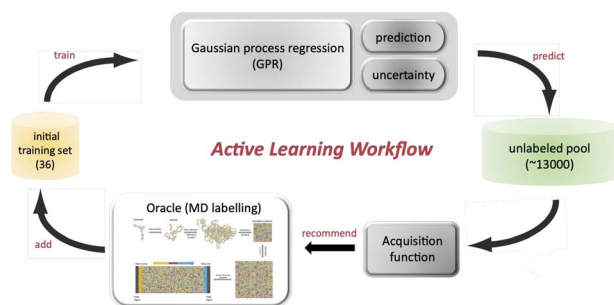 train
Gaussian process regression
(GPR)
prediction
uncertainty
predict
initial
training set
(36)
Active Learning Workflow
unlabeled pool
(~13000)
Oracle (MD labelling)
add
recommend
Acquisition
function